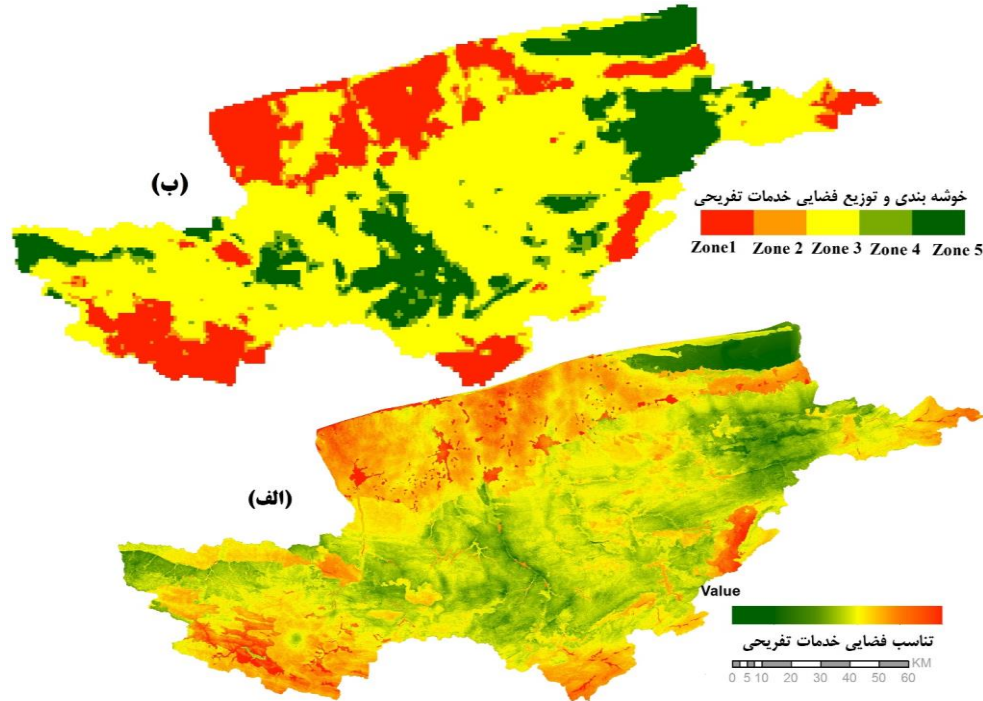 (ب)
خوشه بندی و توزیع فضایی خدمات تفریحی
Zone1 Zone 2 Zone 3 Zone 4 Zone 5
(الف)
Value
تناسب فضایی خدمات تفریحی
KM
0 5 10 20 30 40 50 60